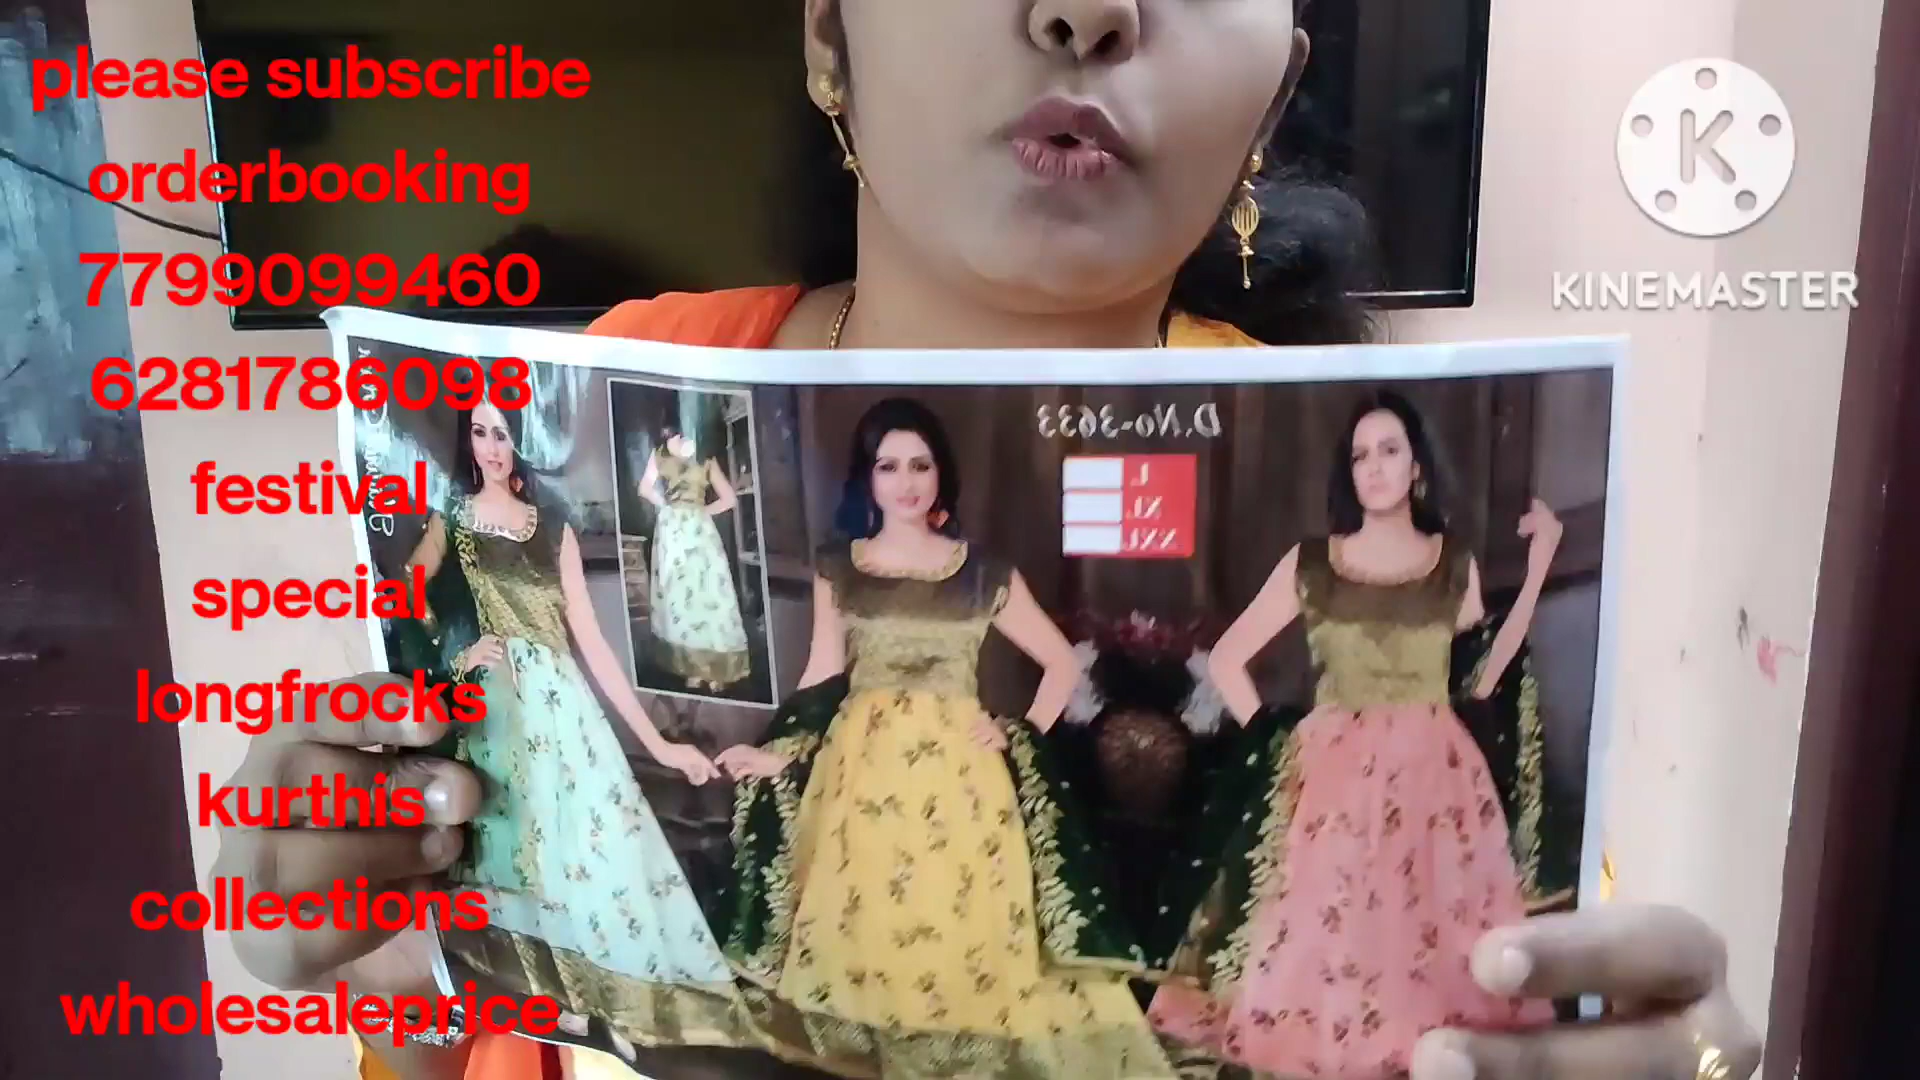 please subscribe
orderbooking
7799099460
6281786098
festival
special
longfrocks
kurthis
collections
wholesaleprice
KINEMASTER
D.No-3633
L
XL
XXL